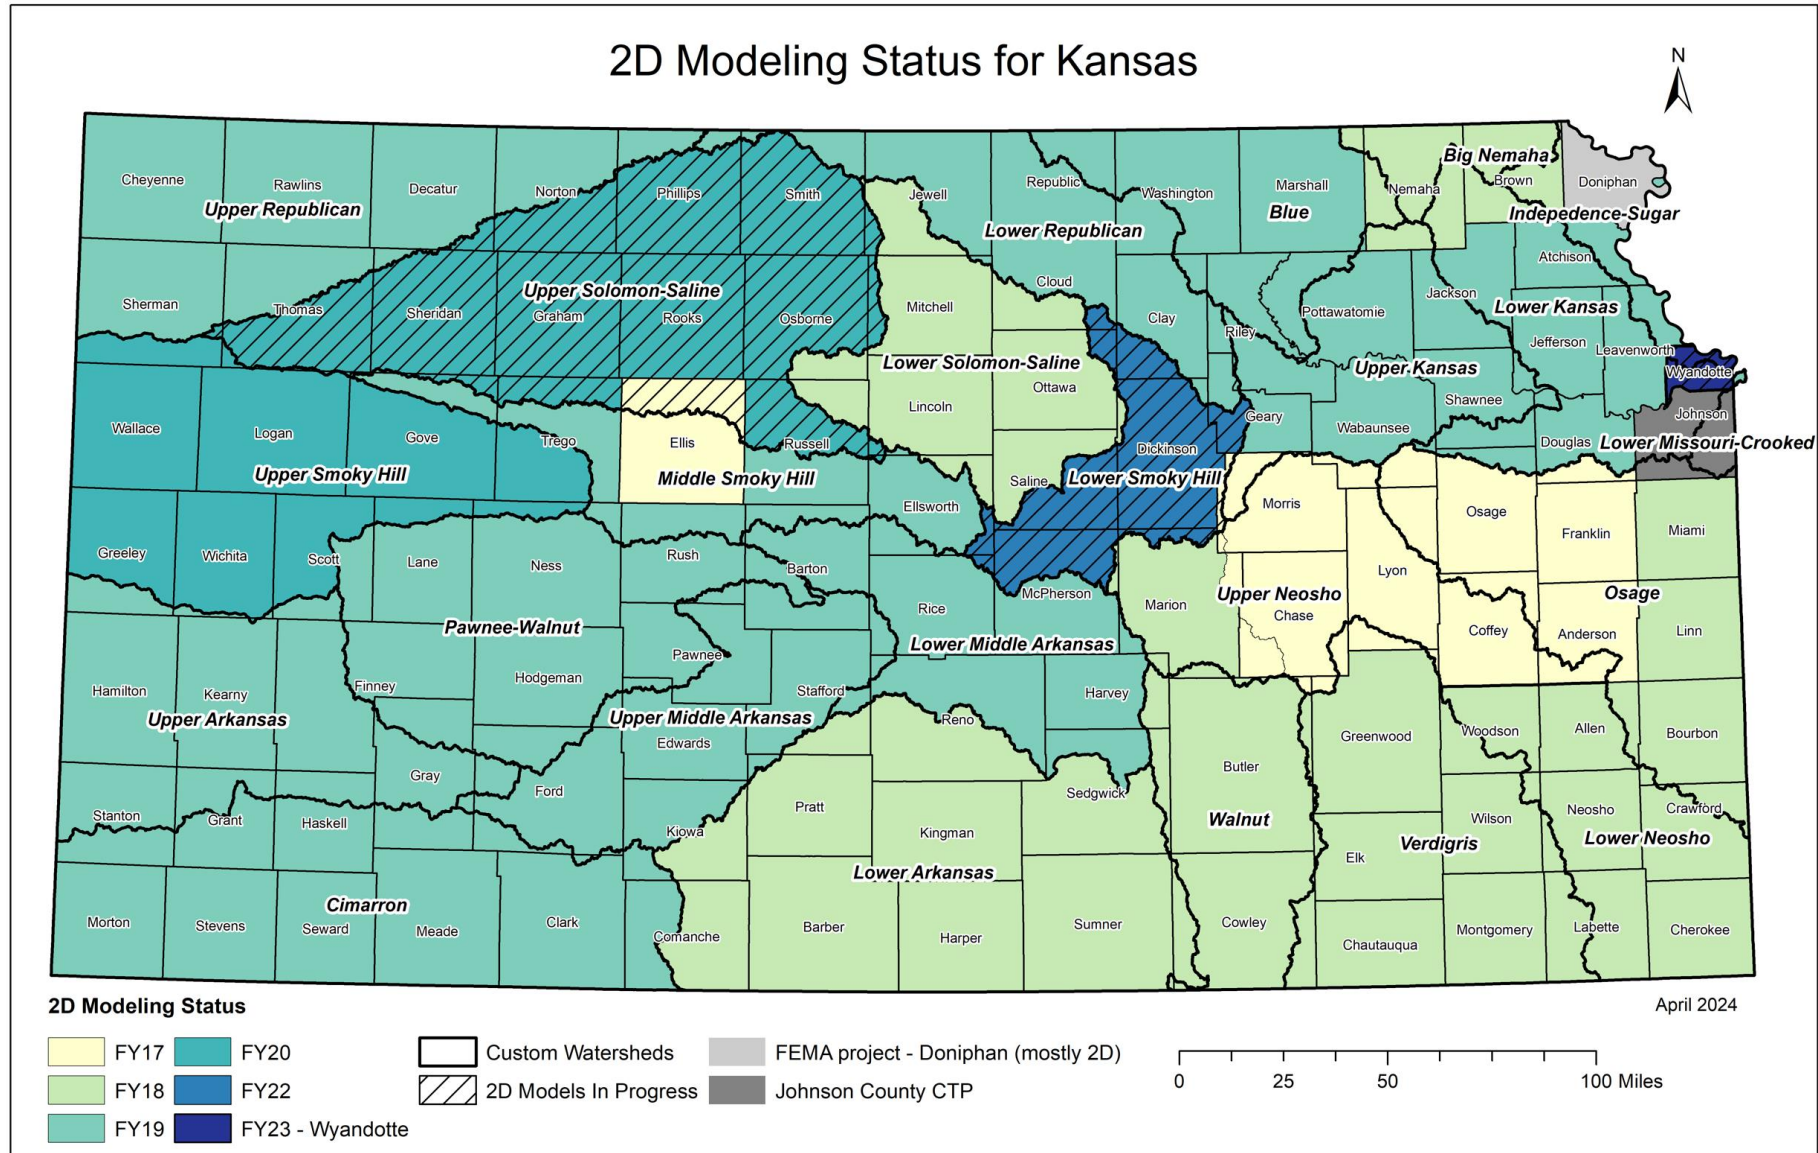 2D Modeling Status for Kansas
N
Cheyenne
Rawlins
Decatur
Norton
Phillips
Smith
Jewell
Republic
Washington
Marshall
Nemaha
Brown
Doniphan
Big Nemaha
Upper Republican
Lower Republican
Blue
Indepedence-Sugar
Sherman
Thomas
Sheridan
Graham
Rooks
Osborne
Mitchell
Cloud
Clay
Riley
Pottawatomie
Jackson
Atchison
Jefferson
Leavenworth
Wyandotte
Upper Solomon-Saline
Lower Solomon-Saline
Lower Kansas
Upper Kansas
Wallace
Logan
Gove
Trego
Ellis
Russell
Lincoln
Ottawa
Saline
Dickinson
Geary
Wabaunsee
Shawnee
Douglas
Johnson
Upper Smoky Hill
Middle Smoky Hill
Lower Smoky Hill
Lower Missouri-Crooked
Greeley
Wichita
Scott
Lane
Ness
Rush
Barton
Ellsworth
Rice
McPherson
Marion
Morris
Chase
Lyon
Osage
Franklin
Miami
Coffey
Anderson
Linn
Pawnee-Walnut
Lower Middle Arkansas
Upper Neosho
Osage
Hamilton
Kearny
Finney
Hodgeman
Pawnee
Stafford
Edwards
Reno
Harvey
Upper Arkansas
Upper Middle Arkansas
Butler
Greenwood
Woodson
Allen
Bourbon
Stanton
Grant
Haskell
Gray
Ford
Kiowa
Pratt
Kingman
Sedgwick
Elk
Wilson
Neosho
Crawford
Lower Arkansas
Walnut
Verdigris
Lower Neosho
Cimarron
Morton
Stevens
Seward
Meade
Clark
Comanche
Barber
Harper
Sumner
Cowley
Chautauqua
Montgomery
Labette
Cherokee
2D Modeling Status
FY17
FY18
FY19
FY20
FY22
FY23 - Wyandotte
Custom Watersheds
2D Models In Progress
FEMA project - Doniphan (mostly 2D)
Johnson County CTP
April 2024
0 25 50 100 Miles